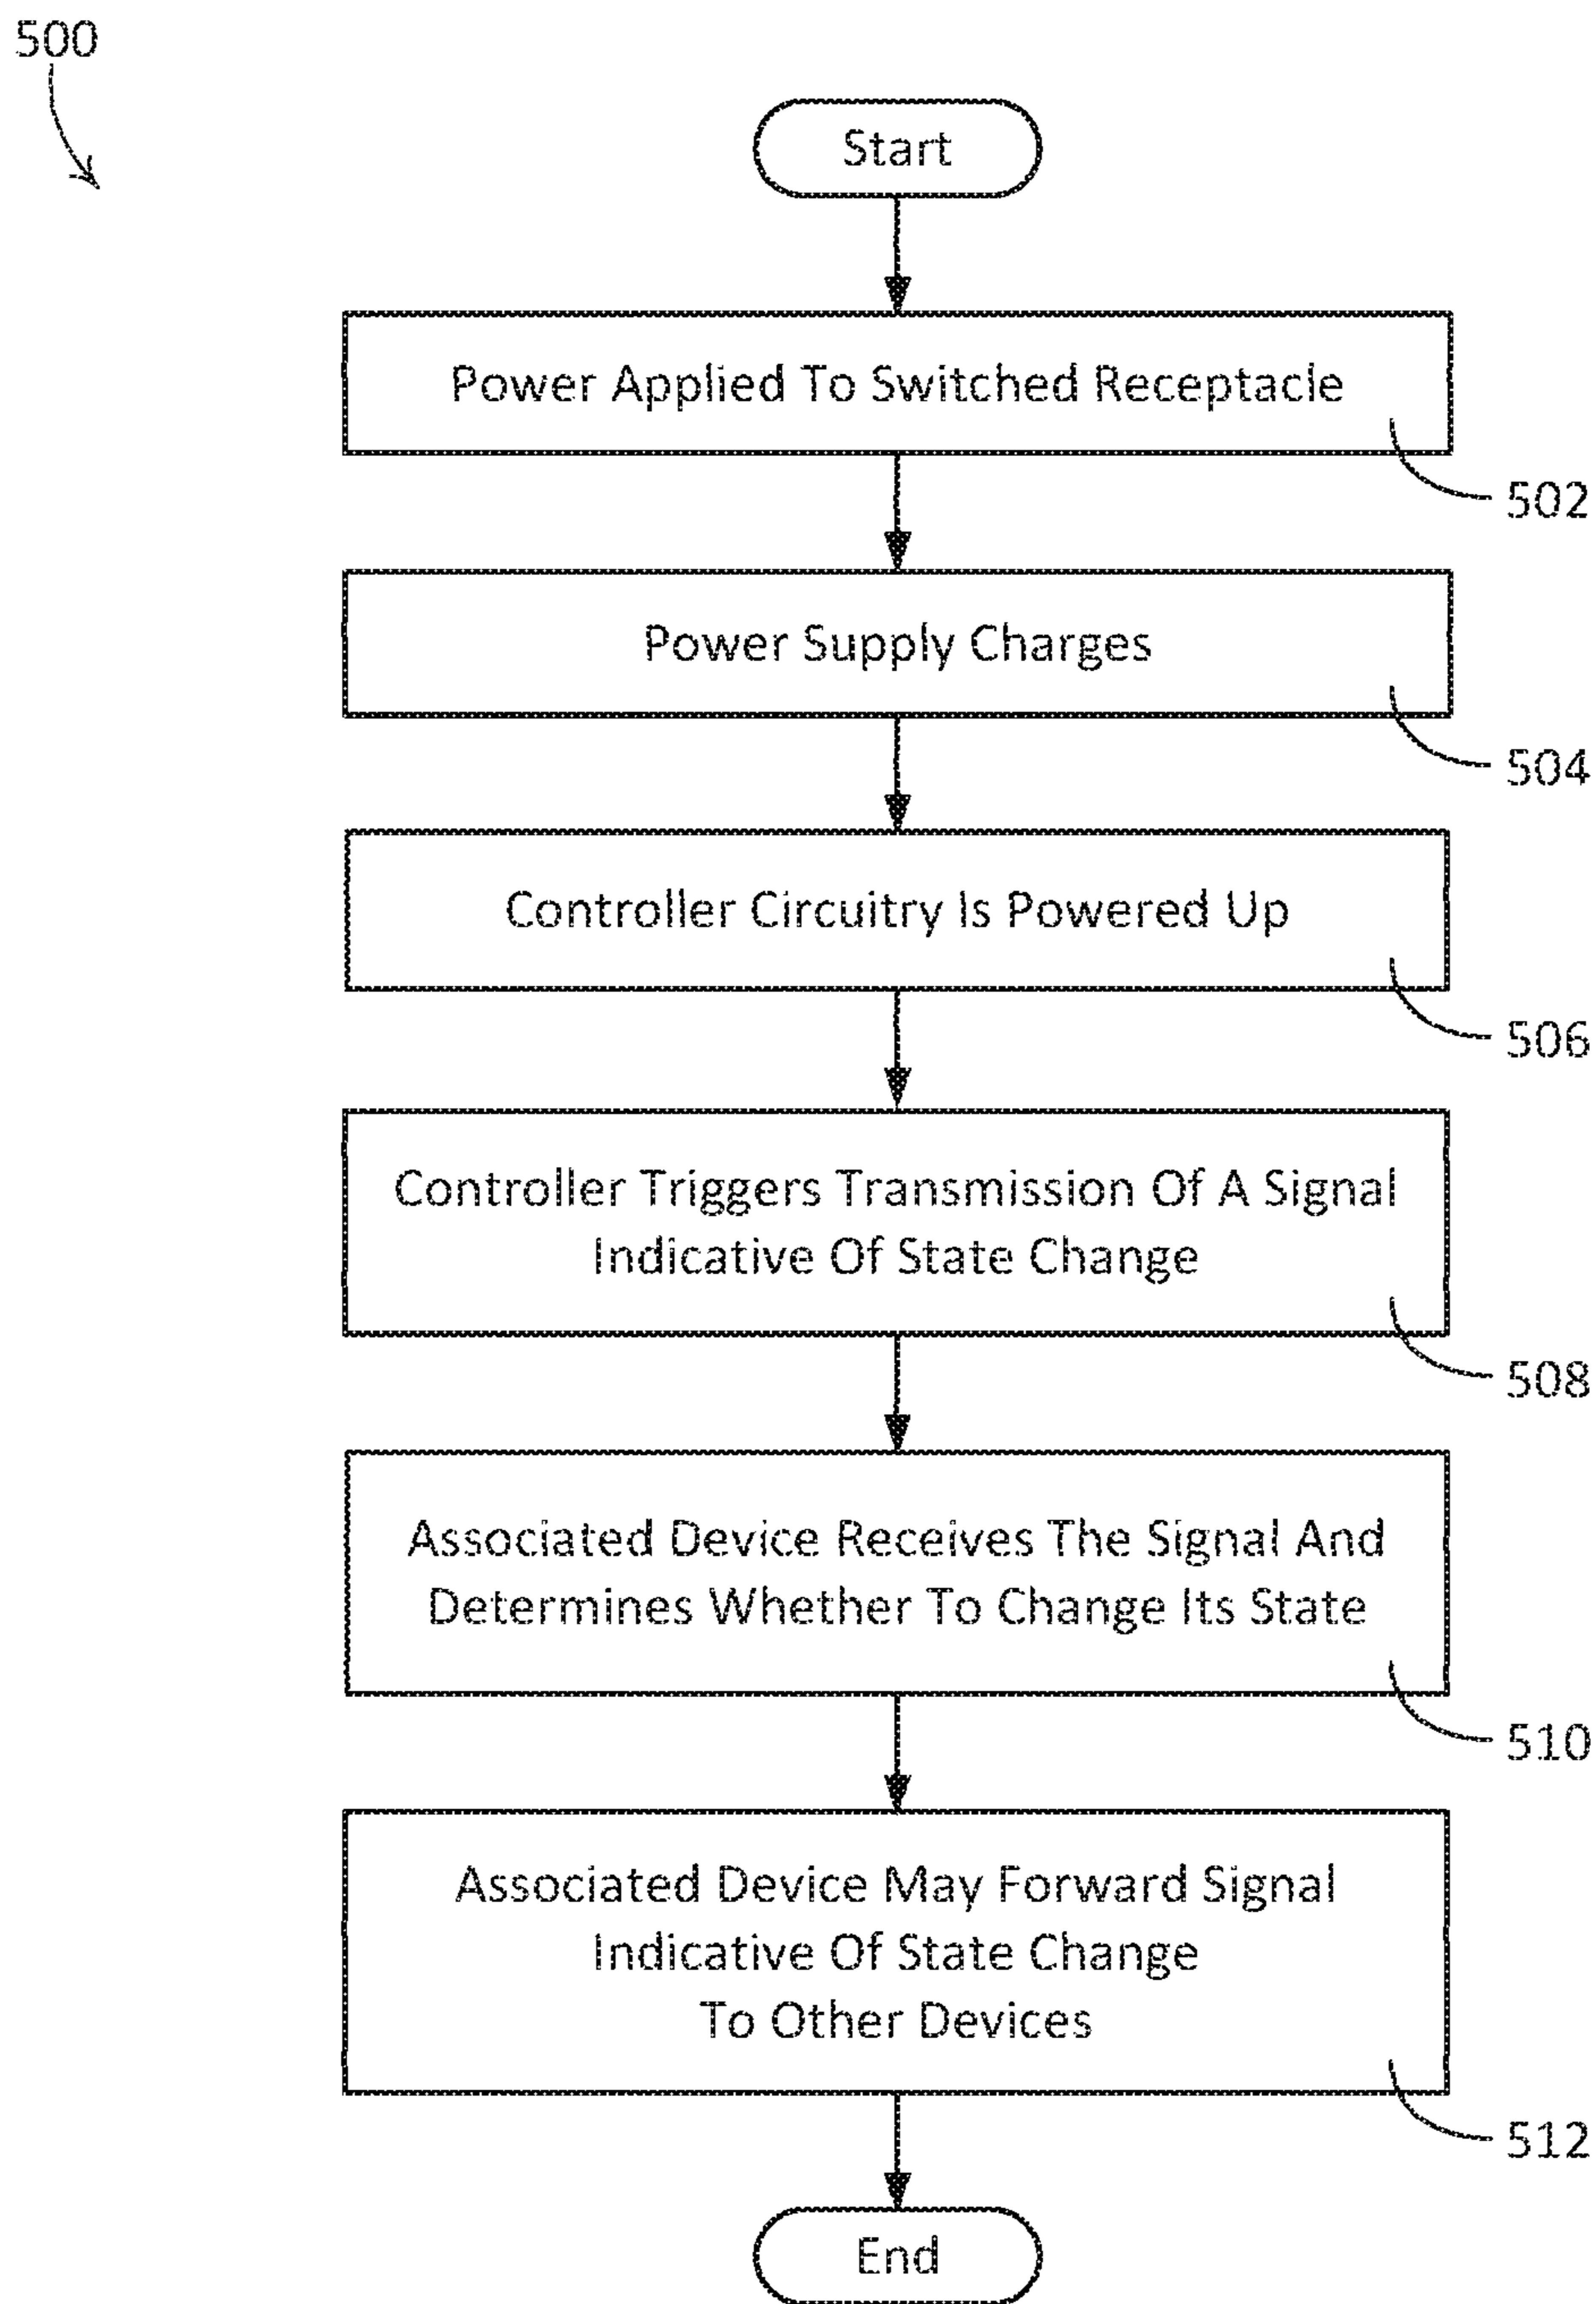 500
Start
Power Applied To Switched Receptacle
502
Power Supply Charges
504
Controller Circuitry Is Powered Up
506
Controller Triggers Transmission Of A Signal
Indicative Of State Change
508
Associated Device Receives The Signal And
Determines Whether To Change Its State
510
Associated Device May Forward Signal
Indicative Of State Change
To Other Devices
512
End